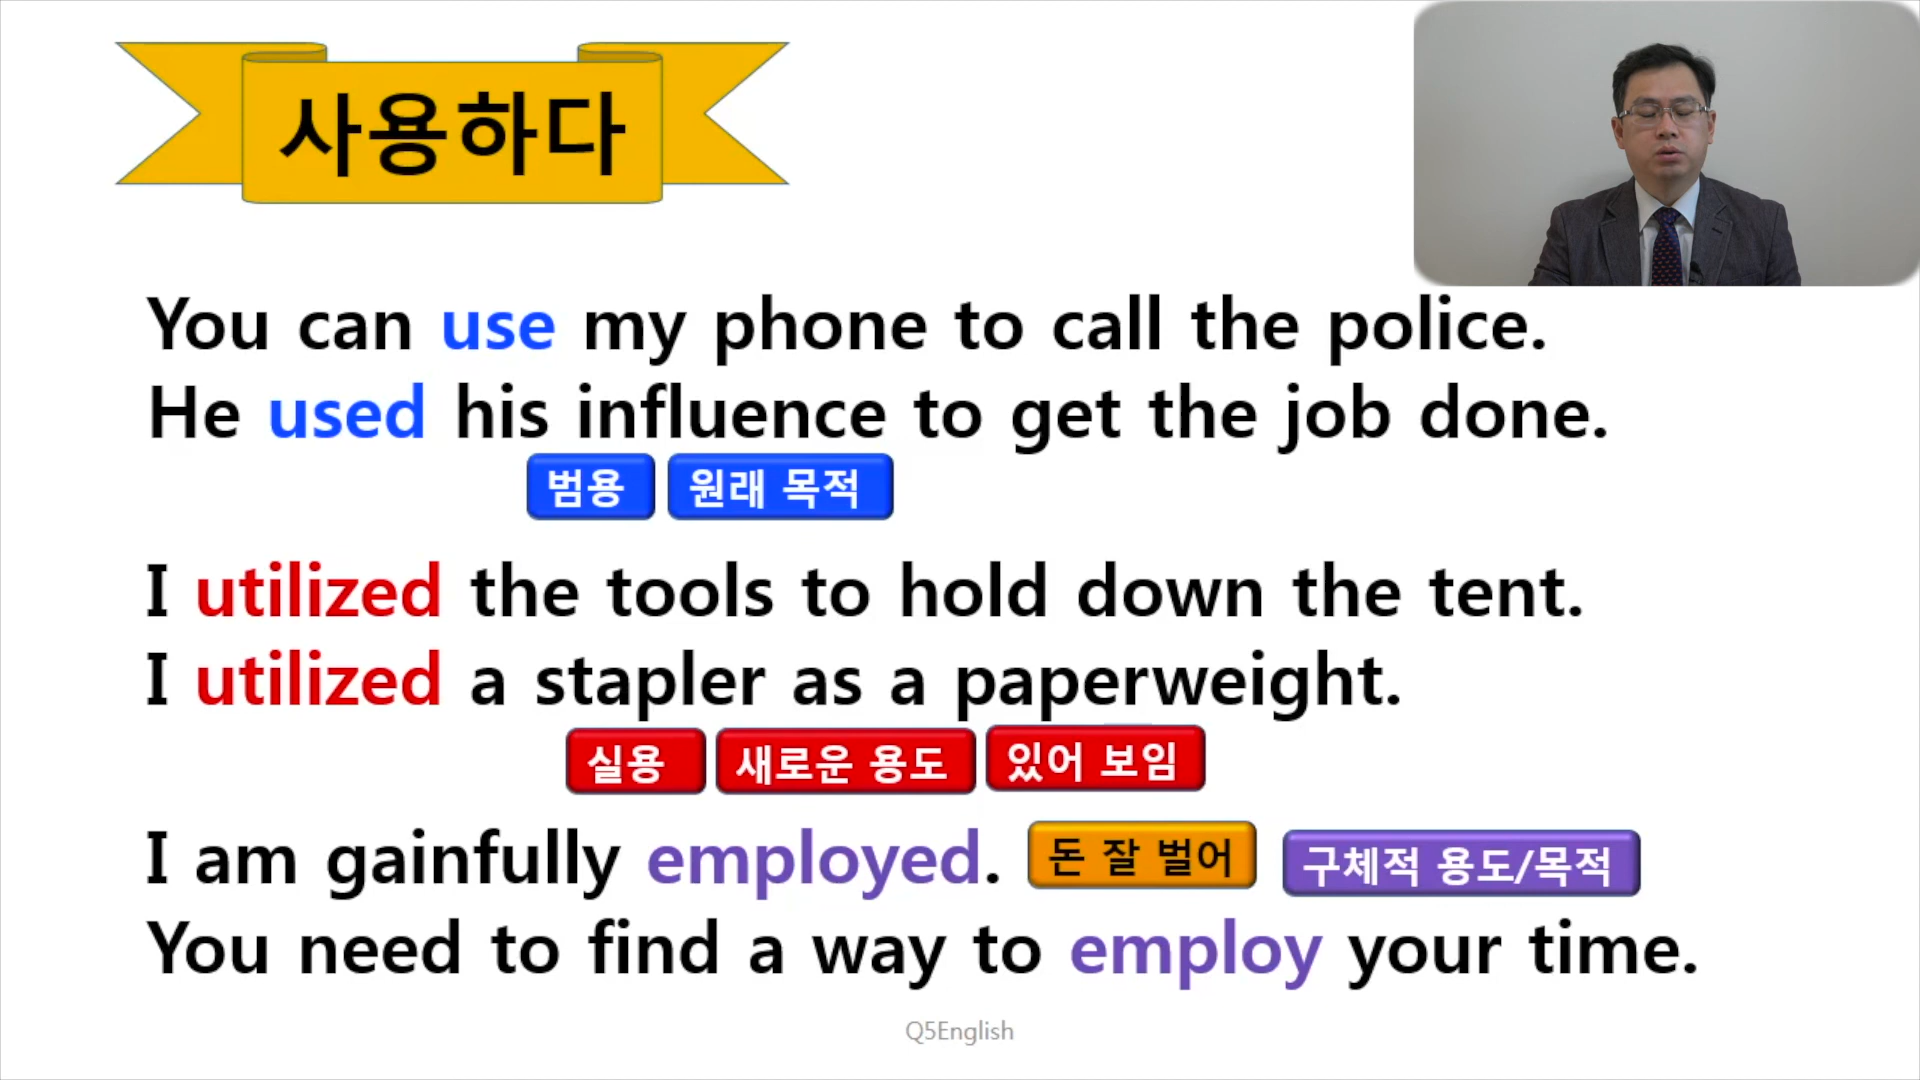 사용하다
You can use my phone to call the police.
He used his influence to get the job done.
범용 원래 목적
I utilized the tools to hold down the tent.
I utilized a stapler as a paperweight.
실용 새로운 용도 있어 보임
I am gainfully employed. 돈 잘 벌어 구체적 용도/목적
You need to find a way to employ your time.
Q5English